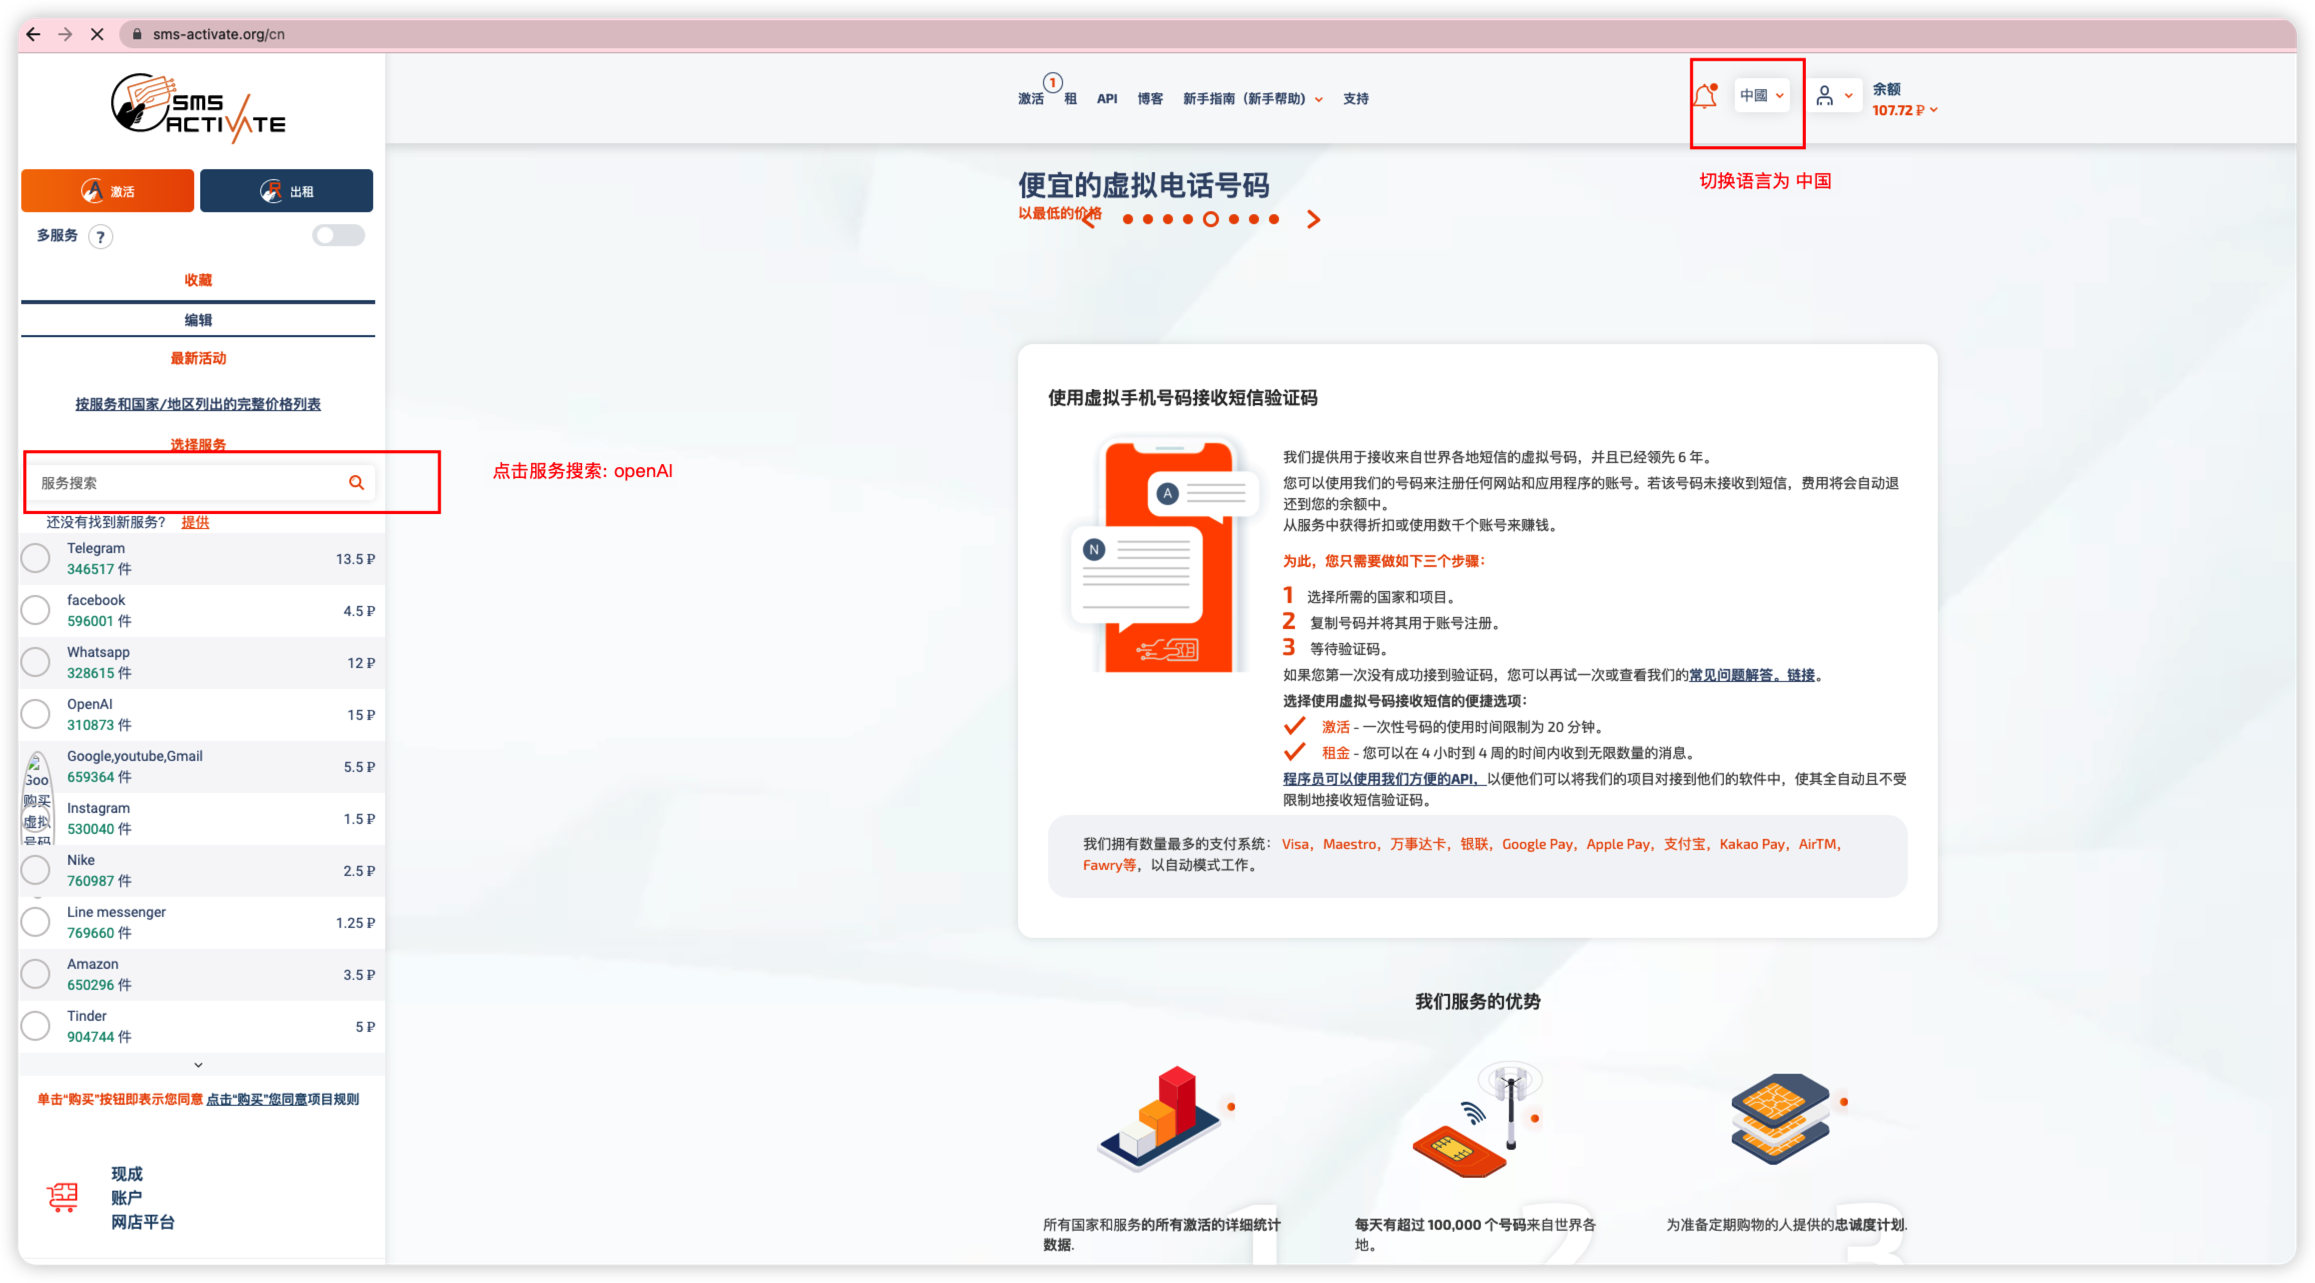 sms-activate.org/cn
SMS
ACTIVATE
激活
1
租
API
博客
新手指南（新手帮助）
支持
中國
余额
107.72 ₽
切换语言为 中国
激活
出租
多服务
?
收藏
编辑
最新活动
按服务和国家/地区列出的完整价格列表
选择服务
服务搜索
点击服务搜索: openAI
还没有找到新服务? 提供
Telegram
346517 件
13.5 ₽
facebook
596001 件
4.5 ₽
Whatsapp
328615 件
12 ₽
OpenAI
310873 件
15 ₽
Google,youtube,Gmail
659364 件
5.5 ₽
Goo
购买
虚拟
号码
Instagram
530040 件
1.5 ₽
Nike
760987 件
2.5 ₽
Line messenger
769660 件
1.25 ₽
Amazon
650296 件
3.5 ₽
Tinder
904744 件
5 ₽
单击“购买”按钮即表示您同意 点击“购买”您同意项目规则
现成
账户
网店平台
便宜的虚拟电话号码
以最低的价格
使用虚拟手机号码接收短信验证码
A
N
我们提供用于接收来自世界各地短信的虚拟号码，并且已经领先 6 年。
您可以使用我们的号码来注册任何网站和应用程序的账号。若该号码未接收到短信，费用将会自动退
还到您的余额中。
从服务中获得折扣或使用数千个账号来赚钱。
为此，您只需要做如下三个步骤：
1 选择所需的国家和项目。
2 复制号码并将其用于账号注册。
3 等待验证码。
如果您第一次没有成功接到验证码，您可以再试一次或查看我们的常见问题解答。链接。
选择使用虚拟号码接收短信的便捷选项：
激活 - 一次性号码的使用时间限制为 20 分钟。
租金 - 您可以在 4 小时到 4 周的时间内收到无限数量的消息。
程序员可以使用我们方便的API，以便他们可以将我们的项目对接到他们的软件中，使其全自动且不受
限制地接收短信验证码。
我们拥有数量最多的支付系统： Visa，Maestro，万事达卡，银联，Google Pay，Apple Pay，支付宝，Kakao Pay，AirTM，
Fawry等，以自动模式工作。
我们服务的优势
所有国家和服务的所有激活的详细统计
数据.
1
每天有超过 100,000 个号码来自世界各
地。
2
为准备定期购物的人提供的忠诚度计划.
3